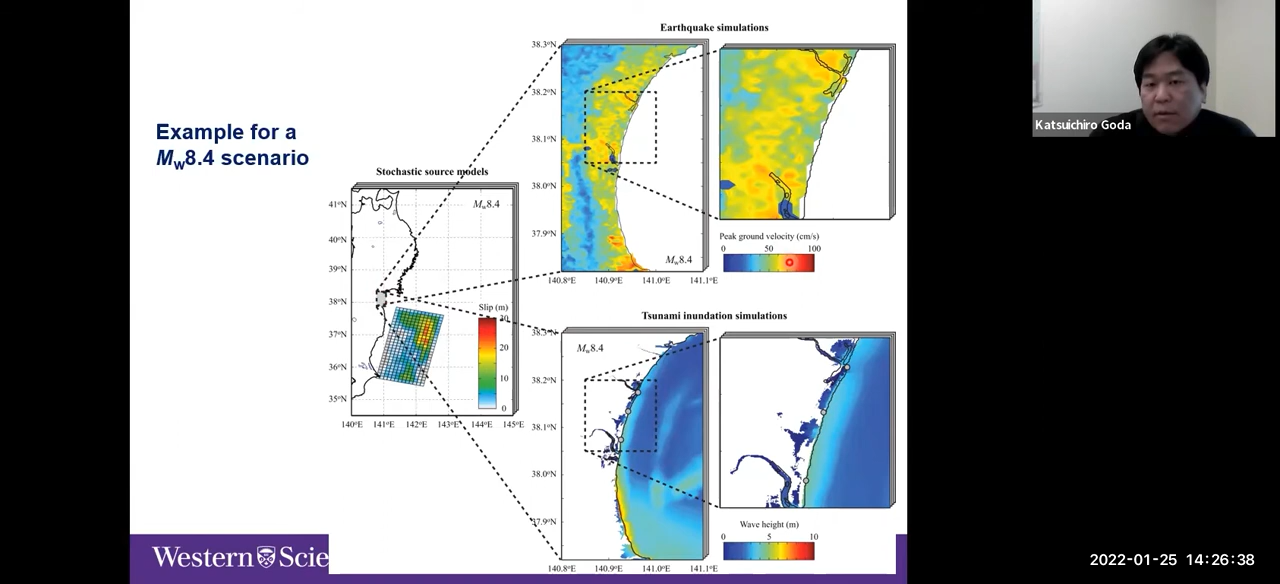 Earthquake simulations
38.3°N
38.2°N
38.1°N
38.0°N
37.9°N
Mw8.4
140.8°E 140.9°E 141.0°E 141.1°E
Peak ground velocity (cm/s)
0 50 100
Example for a
Mw8.4 scenario
Stochastic source models
Mw8.4
41°N
40°N
39°N
38°N
37°N
36°N
35°N
Slip (m)
30
20
10
0
140°E 141°E 142°E 143°E 144°E 145°E
Tsunami inundation simulations
38.3°N
Mw8.4
38.2°N
38.1°N
38.0°N
37.9°N
140.8°E 140.9°E 141.0°E 141.1°E
Wave height (m)
0 5 10
Western Scie
Katsuichiro Goda
2022-01-25 14:26:38